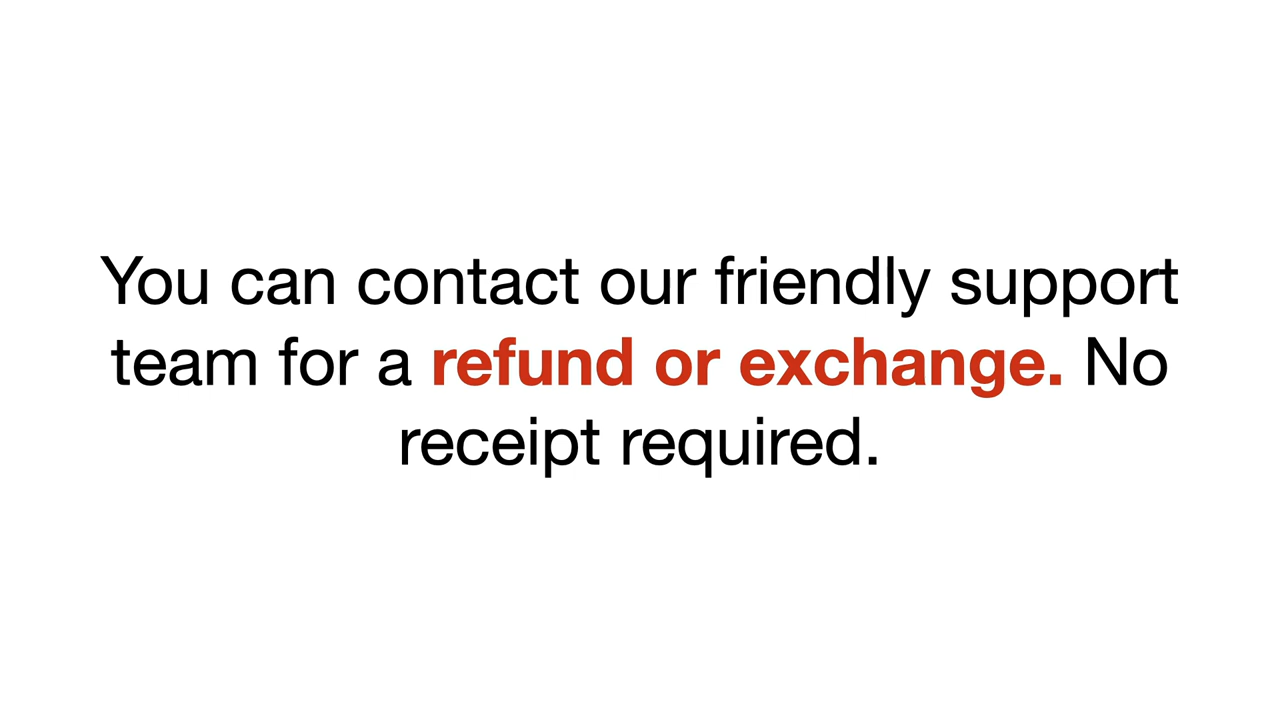 You can contact our friendly support
team for a refund or exchange. No
receipt required.